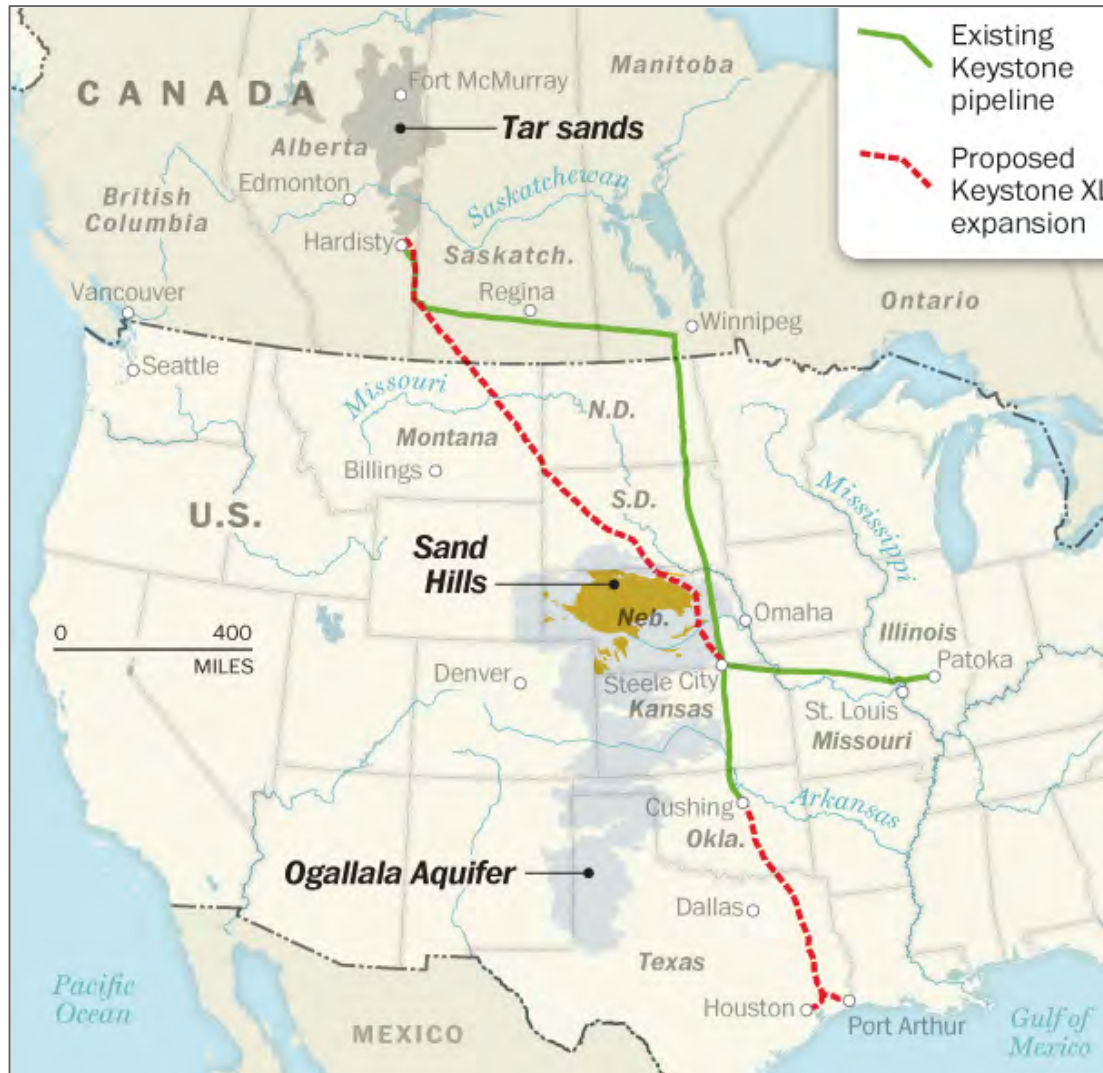 Existing
Keystone
pipeline
Proposed
Keystone XL
expansion
CANADA
Fort McMurray
Manitoba
Tar sands
Alberta
Edmonton
British
Columbia
Saskatchewan
Hardisty
Saskatch.
Regina
Vancouver
Winnipeg
Ontario
Seattle
Missouri
N.D.
Montana
Billings
S.D.
Mississippi
U.S.
Sand
Hills
Neb.
Omaha
0 400
MILES
Illinois
Patoka
Denver
Steele City
Kansas
St. Louis
Missouri
Cushing
Arkansas
Okla.
Ogallala Aquifer
Dallas
Texas
Pacific
Ocean
Houston
Port Arthur
Gulf of
Mexico
MEXICO